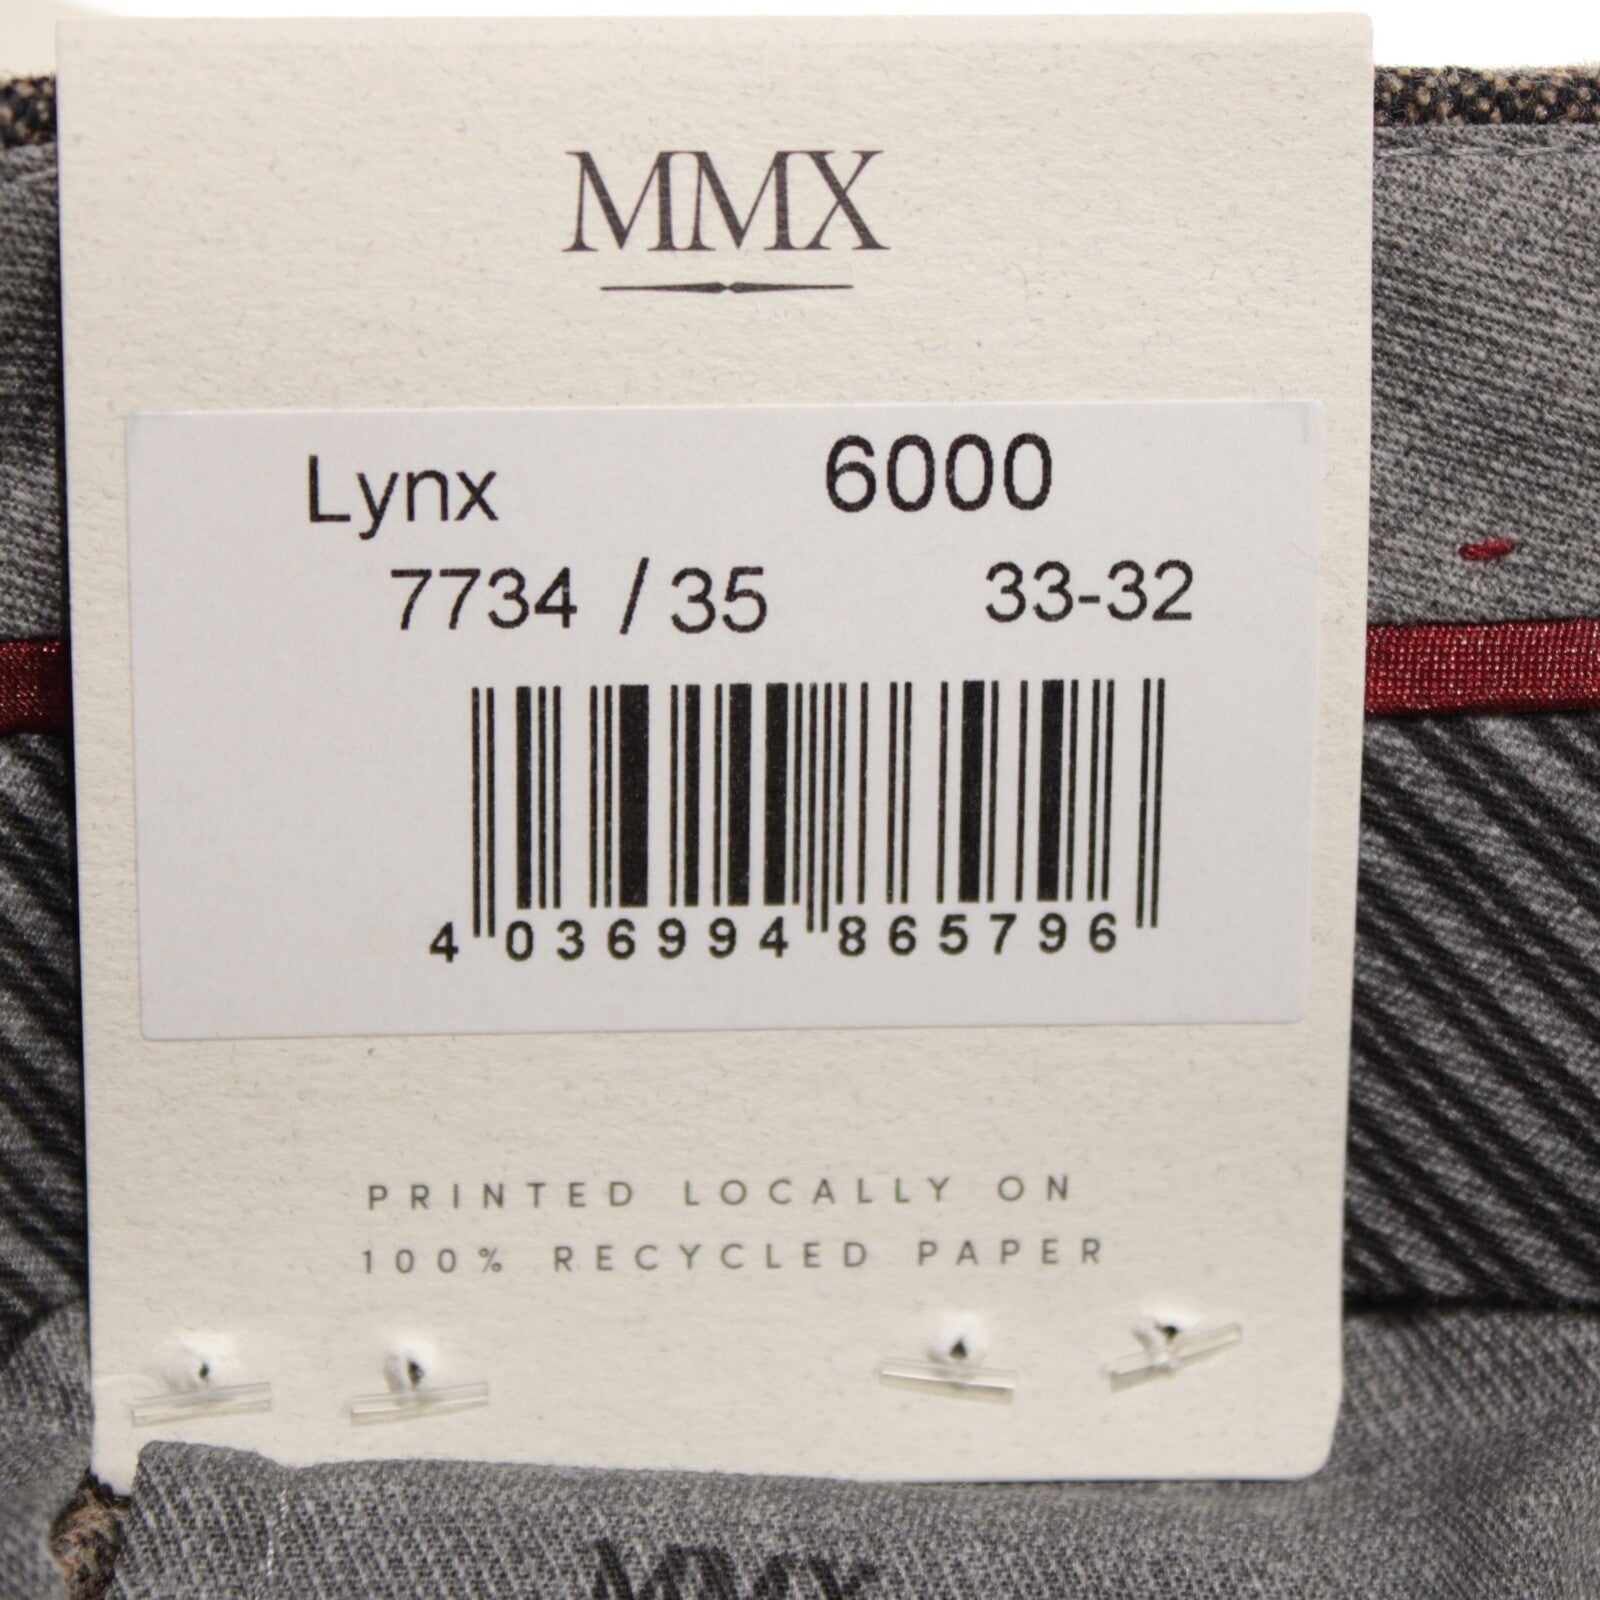 MMX
Lynx 6000
7734 / 35 33-32
4 036994 865796
PRINTED LOCALLY ON
100% RECYCLED PAPER